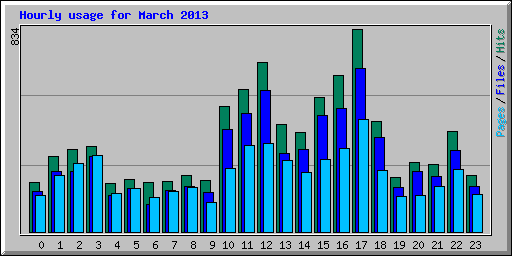 Hourly usage for March 2013
834
Pages / Files / Hits
0 1 2 3 4 5 6 7 8 9 10 11 12 13 14 15 16 17 18 19 20 21 22 23